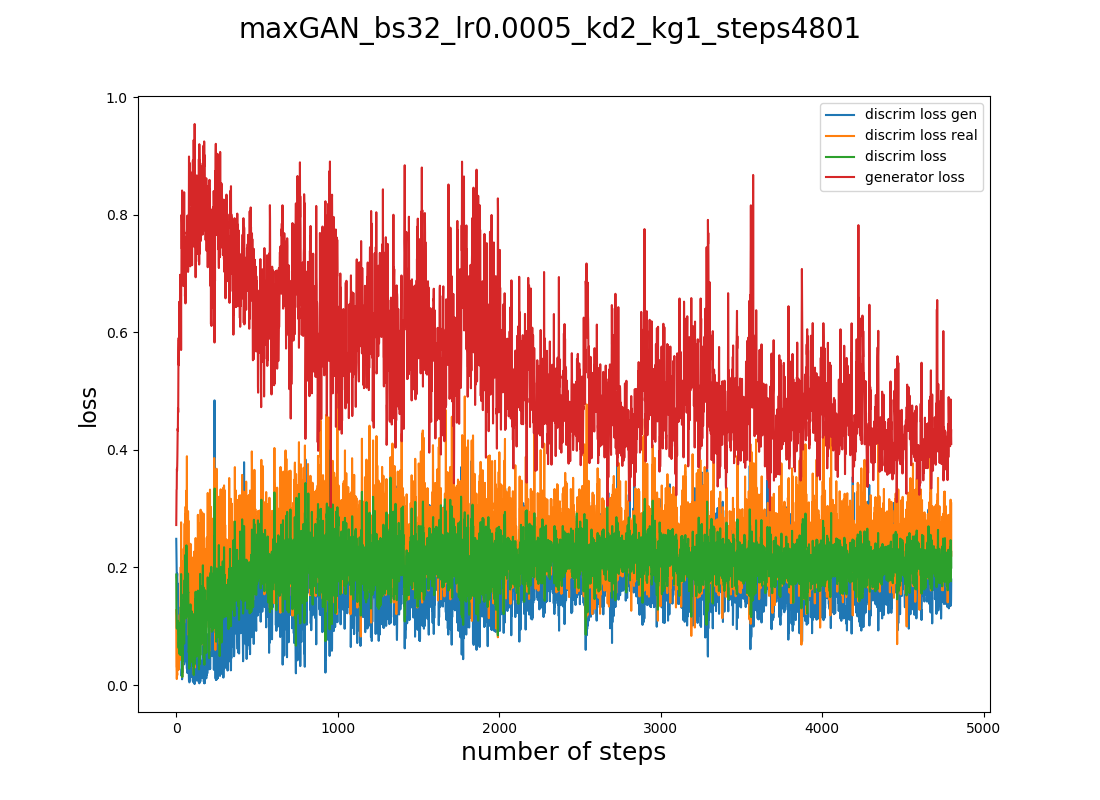 maxGAN_bs32_lr0.0005_kd2_kg1_steps4801
1.0
0.8
0.6
0.4
0.2
0.0
loss
discrim loss gen
discrim loss real
discrim loss
generator loss
0 1000 2000 3000 4000 5000
number of steps